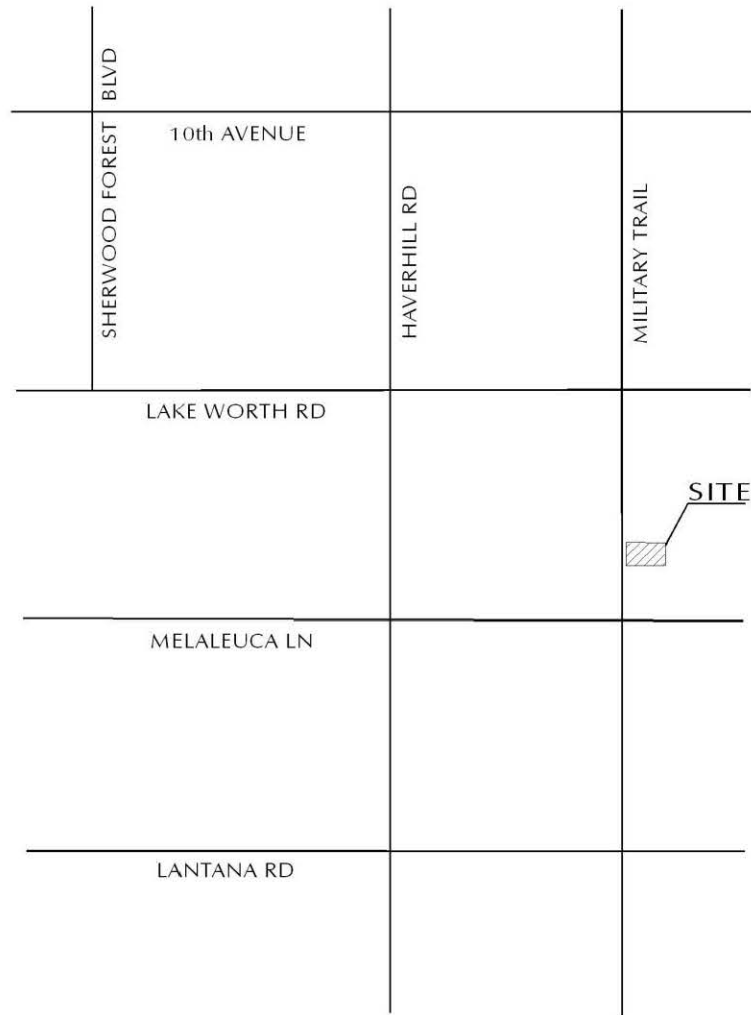 SHERWOOD FOREST BLVD
10th AVENUE
HAVERHILL RD
MILITARY TRAIL
LAKE WORTH RD
SITE
MELALEUCA LN
LANTANA RD